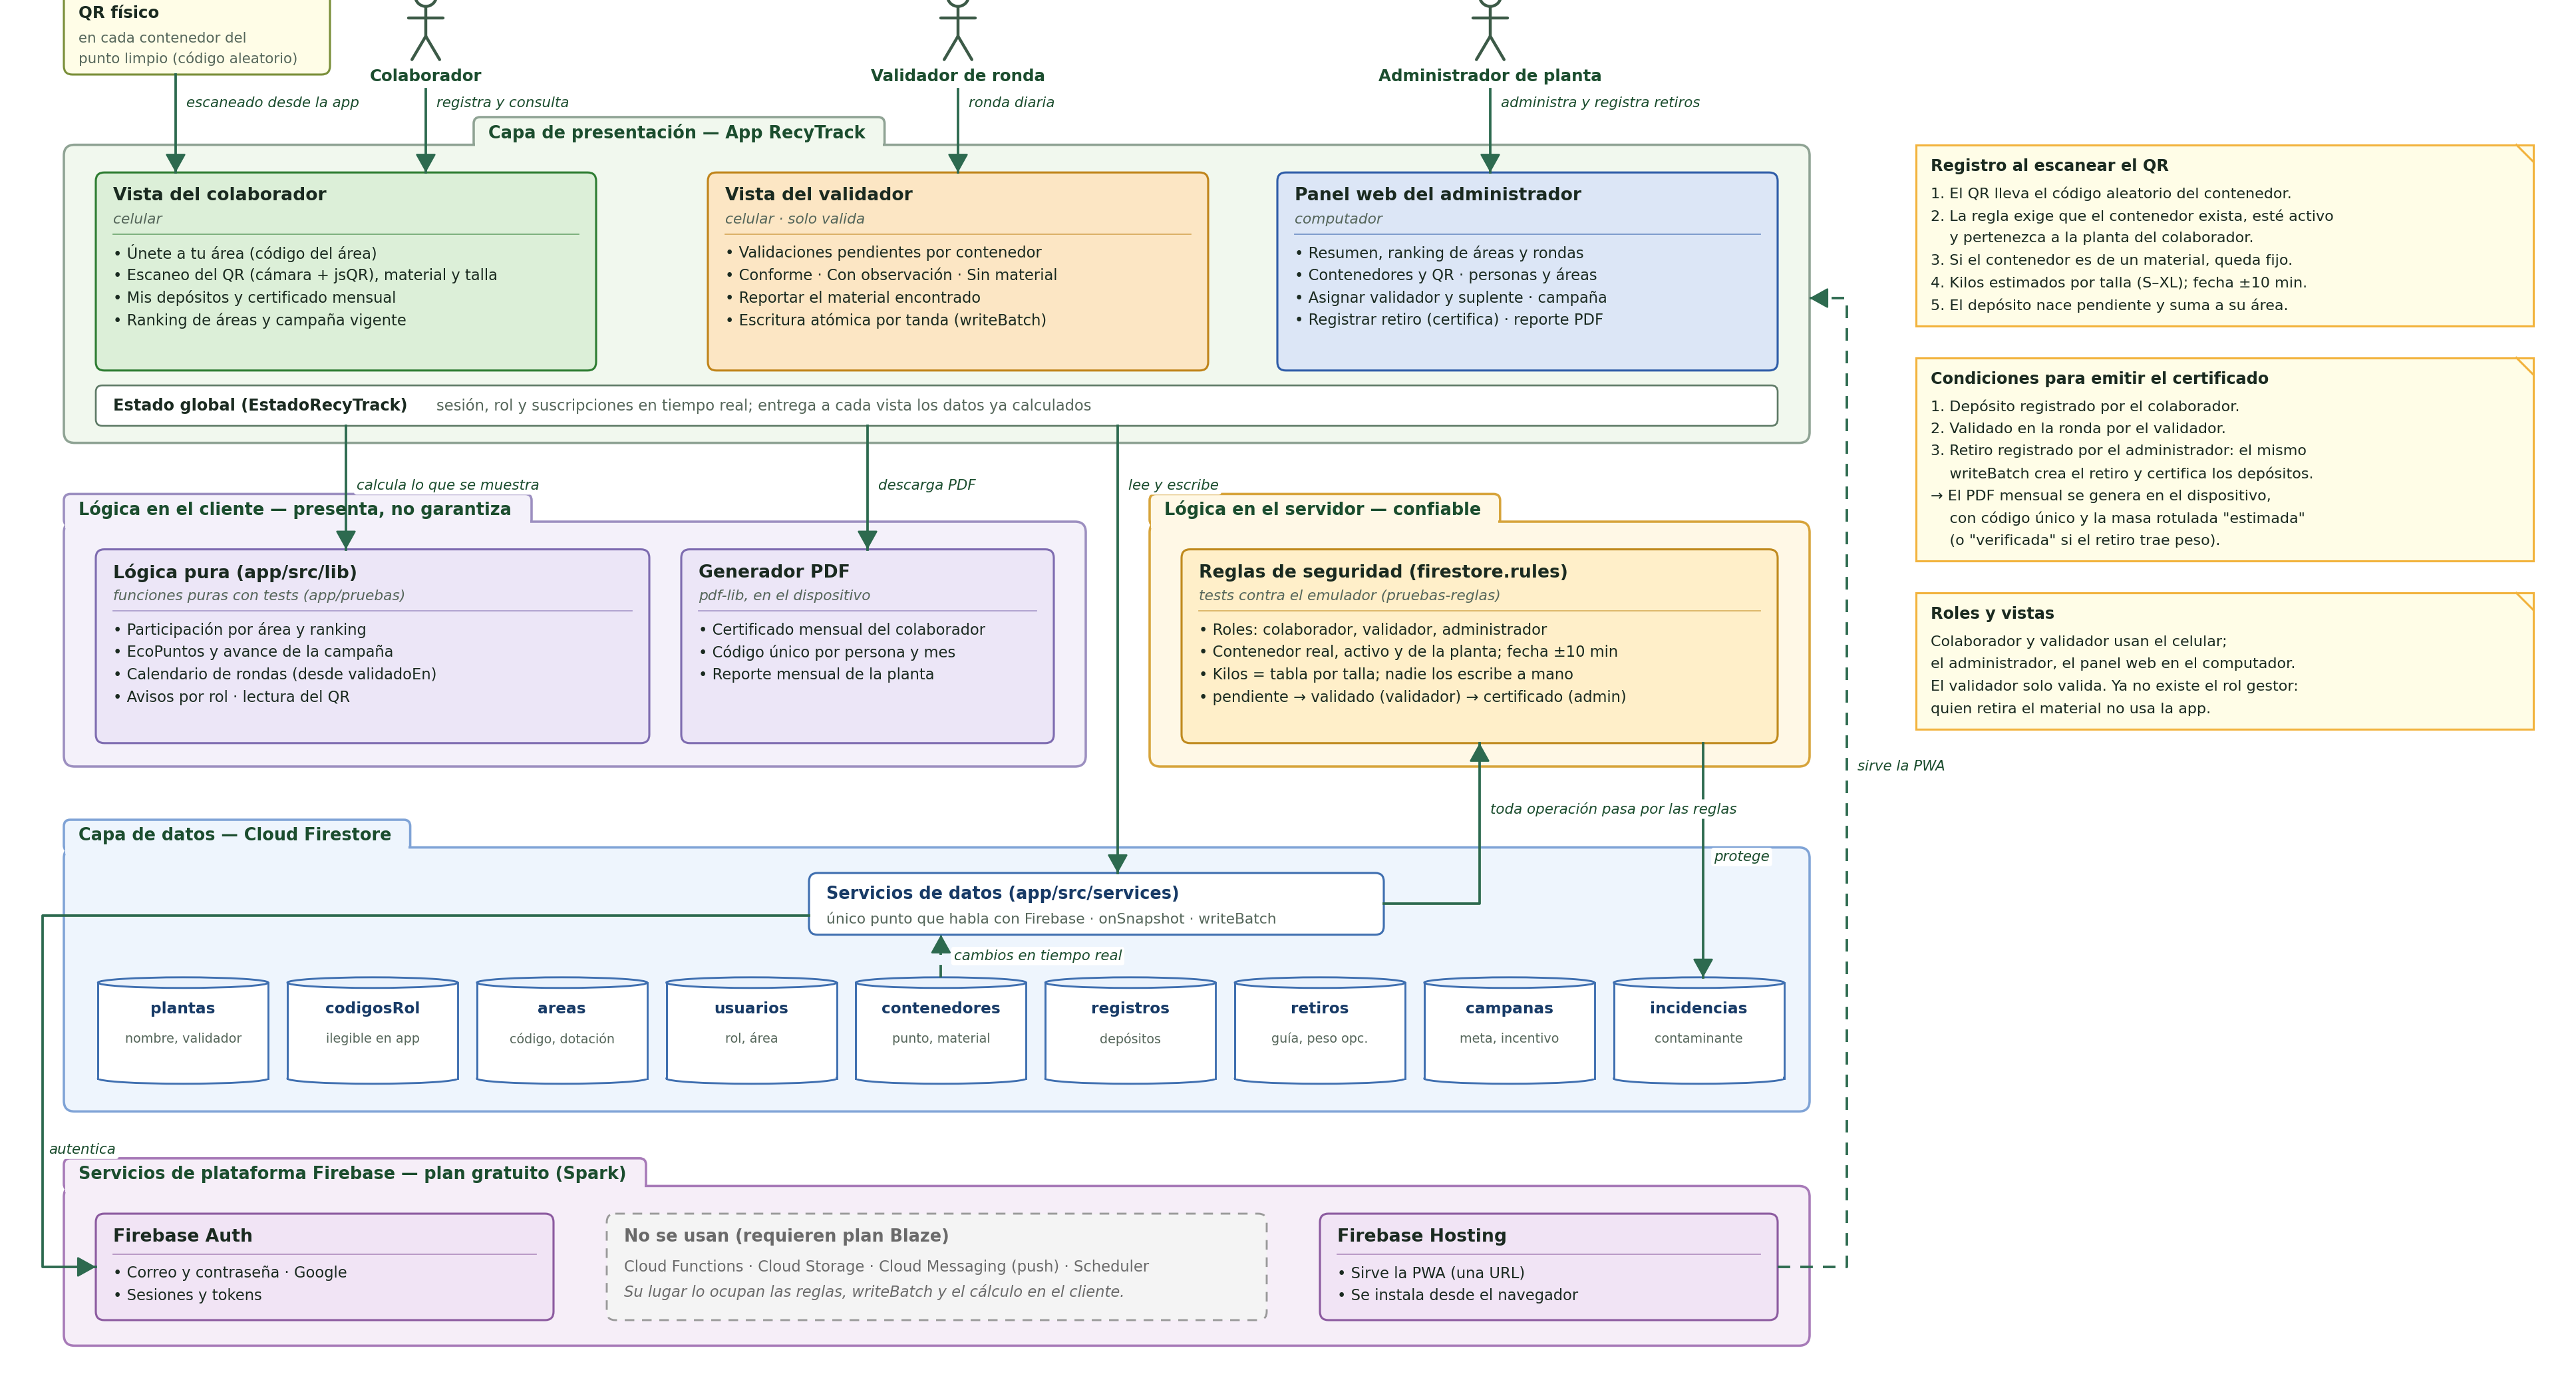 QR físico
en cada contenedor del
punto limpio (código aleatorio)
Colaborador
Validador de ronda
Administrador de planta
escaneado desde la app
registra y consulta
ronda diaria
administra y registra retiros
Capa de presentación — App RecyTrack
Vista del colaborador
celular
• Únete a tu área (código del área)
• Escaneo del QR (cámara + jsQR), material y talla
• Mis depósitos y certificado mensual
• Ranking de áreas y campaña vigente
Vista del validador
celular · solo valida
• Validaciones pendientes por contenedor
• Conforme · Con observación · Sin material
• Reportar el material encontrado
• Escritura atómica por tanda (writeBatch)
Panel web del administrador
computador
• Resumen, ranking de áreas y rondas
• Contenedores y QR · personas y áreas
• Asignar validador y suplente · campaña
• Registrar retiro (certifica) · reporte PDF
Estado global (EstadoRecyTrack) sesión, rol y suscripciones en tiempo real; entrega a cada vista los datos ya calculados
Registro al escanear el QR
1. El QR lleva el código aleatorio del contenedor.
2. La regla exige que el contenedor exista, esté activo
y pertenezca a la planta del colaborador.
3. Si el contenedor es de un material, queda fijo.
4. Kilos estimados por talla (S–XL); fecha ±10 min.
5. El depósito nace pendiente y suma a su área.
Condiciones para emitir el certificado
1. Depósito registrado por el colaborador.
2. Validado en la ronda por el validador.
3. Retiro registrado por el administrador: el mismo
writeBatch crea el retiro y certifica los depósitos.
→ El PDF mensual se genera en el dispositivo,
con código único y la masa rotulada "estimada"
(o "verificada" si el retiro trae peso).
Roles y vistas
Colaborador y validador usan el celular;
el administrador, el panel web en el computador.
El validador solo valida. Ya no existe el rol gestor:
quien retira el material no usa la app.
calcula lo que se muestra
descarga PDF
lee y escribe
Lógica en el cliente — presenta, no garantiza
Lógica pura (app/src/lib)
funciones puras con tests (app/pruebas)
• Participación por área y ranking
• EcoPuntos y avance de la campaña
• Calendario de rondas (desde validadoEn)
• Avisos por rol · lectura del QR
Generador PDF
pdf-lib, en el dispositivo
• Certificado mensual del colaborador
• Código único por persona y mes
• Reporte mensual de la planta
Lógica en el servidor — confiable
Reglas de seguridad (firestore.rules)
tests contra el emulador (pruebas-reglas)
• Roles: colaborador, validador, administrador
• Contenedor real, activo y de la planta; fecha ±10 min
• Kilos = tabla por talla; nadie los escribe a mano
• pendiente → validado (validador) → certificado (admin)
sirve la PWA
toda operación pasa por las reglas
protege
Capa de datos — Cloud Firestore
Servicios de datos (app/src/services)
único punto que habla con Firebase · onSnapshot · writeBatch
cambios en tiempo real
plantas
nombre, validador
codigosRol
ilegible en app
areas
código, dotación
usuarios
rol, área
contenedores
punto, material
registros
depósitos
retiros
guía, peso opc.
campanas
meta, incentivo
incidencias
contaminante
autentica
Servicios de plataforma Firebase — plan gratuito (Spark)
Firebase Auth
• Correo y contraseña · Google
• Sesiones y tokens
No se usan (requieren plan Blaze)
Cloud Functions · Cloud Storage · Cloud Messaging (push) · Scheduler
Su lugar lo ocupan las reglas, writeBatch y el cálculo en el cliente.
Firebase Hosting
• Sirve la PWA (una URL)
• Se instala desde el navegador